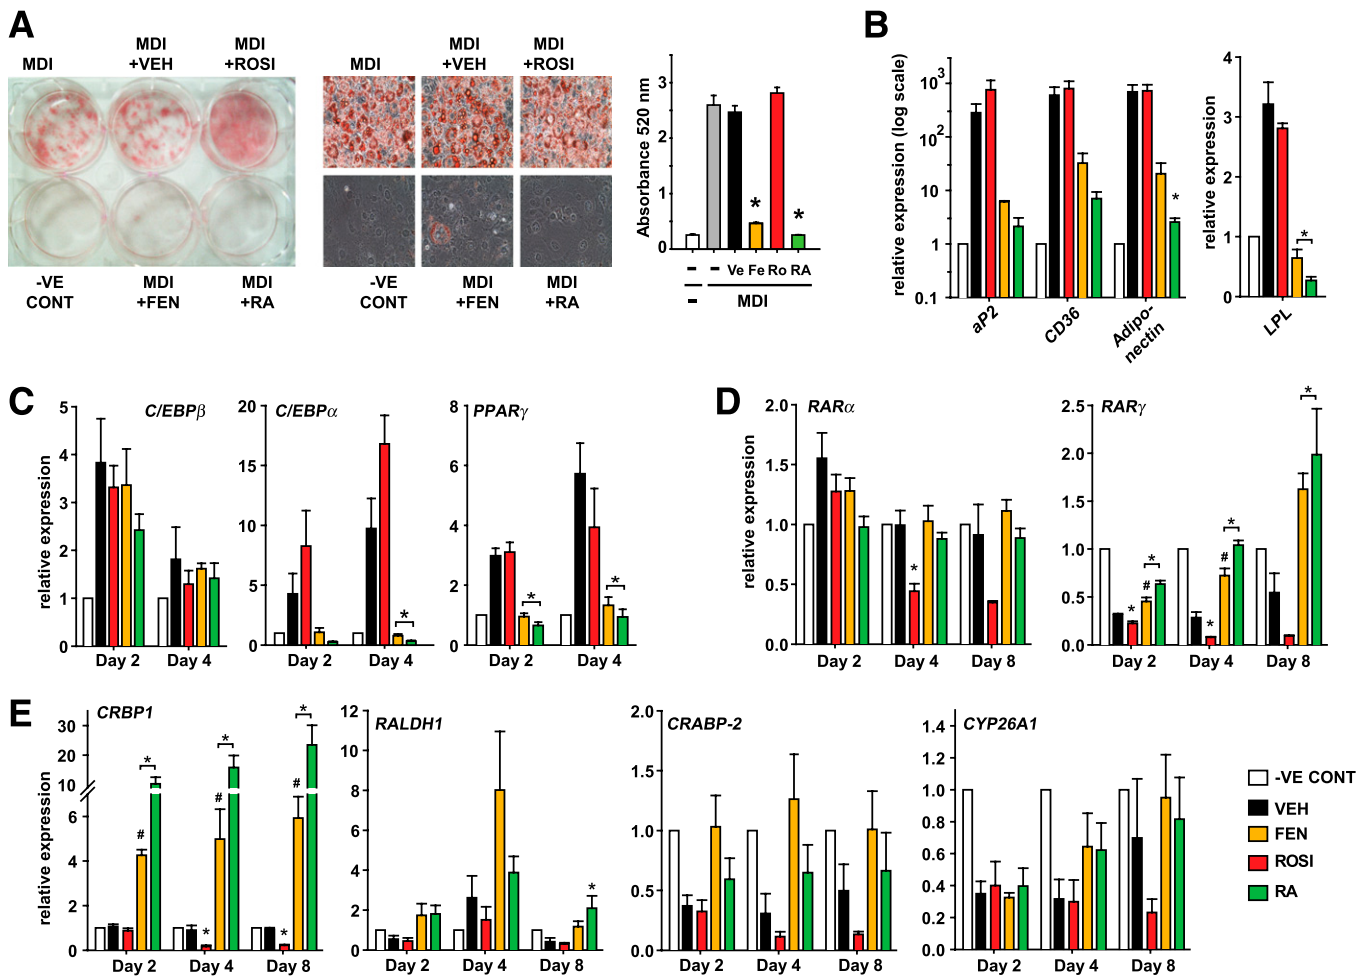 A
MDI
MDI
+VEH
MDI
+ROSI
-VE
CONT
MDI
+FEN
MDI
+RA
MDI
MDI
+VEH
MDI
+ROSI
-VE
CONT
MDI
+FEN
MDI
+RA
Absorbance 520 nm
3
2
1
0
*
*
- - Ve Fe Ro RA
- MDI
B
relative expression (log scale)
10³
10²
10
1
0.1
*
aP2
CD36
Adipo-
nectin
relative expression
4
3
2
1
0
*
LPL
C
relative expression
C/EBPβ
5
4
3
2
1
0
Day 2 Day 4
C/EBPα
20
15
10
5
0
*
Day 2 Day 4
PPARγ
8
6
4
2
0
*
*
Day 2 Day 4
D
relative expression
RARα
2.0
1.5
1.0
0.5
0.0
*
Day 2 Day 4 Day 8
RARγ
2.5
2.0
1.5
1.0
0.5
0.0
* # *
* # *
*
Day 2 Day 4 Day 8
E
relative expression
CRBP1
30
20
10
6
4
2
0
# *
* # *
* # *
Day 2 Day 4 Day 8
RALDH1
12
10
8
6
4
2
0
*
Day 2 Day 4 Day 8
CRABP-2
2.0
1.5
1.0
0.5
0.0
Day 2 Day 4 Day 8
CYP26A1
1.4
1.2
1.0
0.8
0.6
0.4
0.2
0.0
Day 2 Day 4 Day 8
-VE CONT
VEH
FEN
ROSI
RA